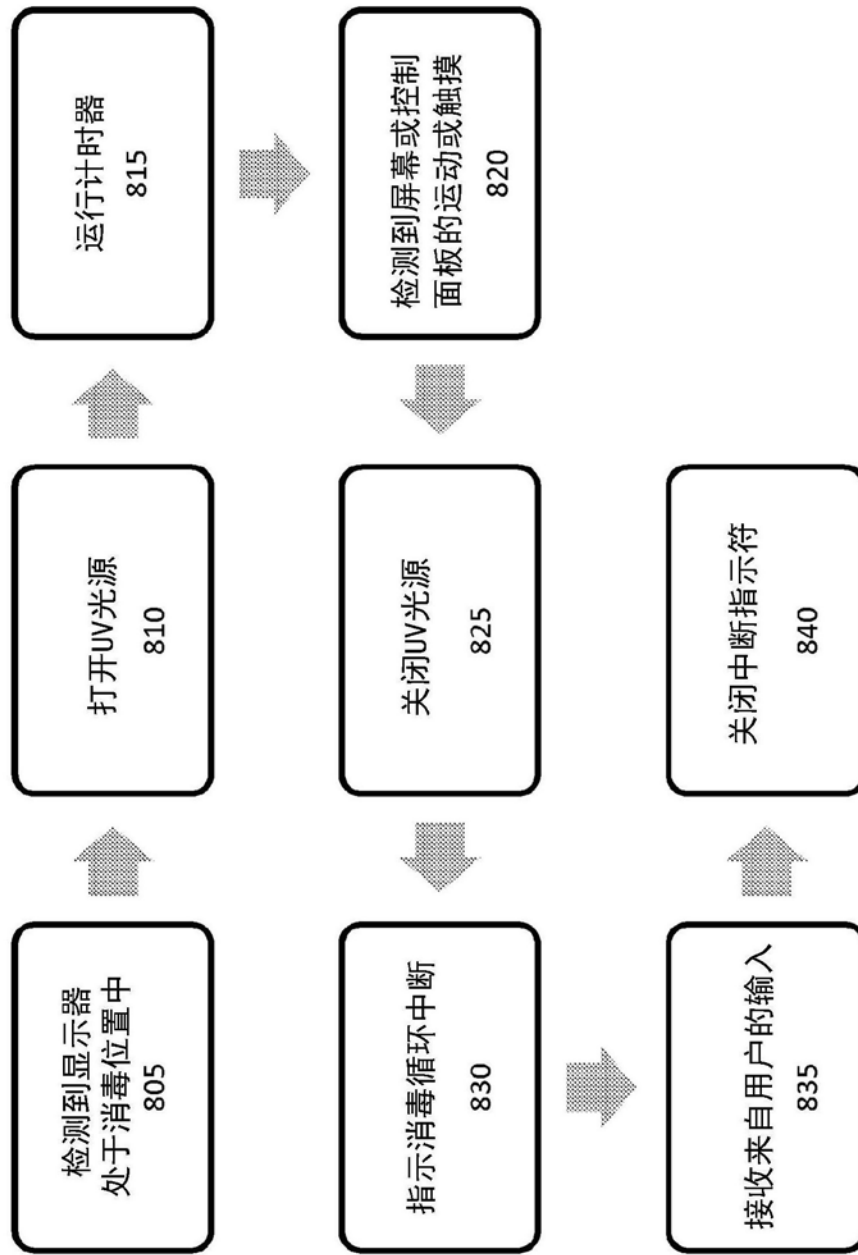 检测到显示器
处于消毒位置中
805
打开UV光源
810
运行计时器
815
检测到屏幕或控制
面板的运动或触摸
820
关闭UV光源
825
指示消毒循环中断
830
接收来自用户的输入
835
关闭中断指示符
840